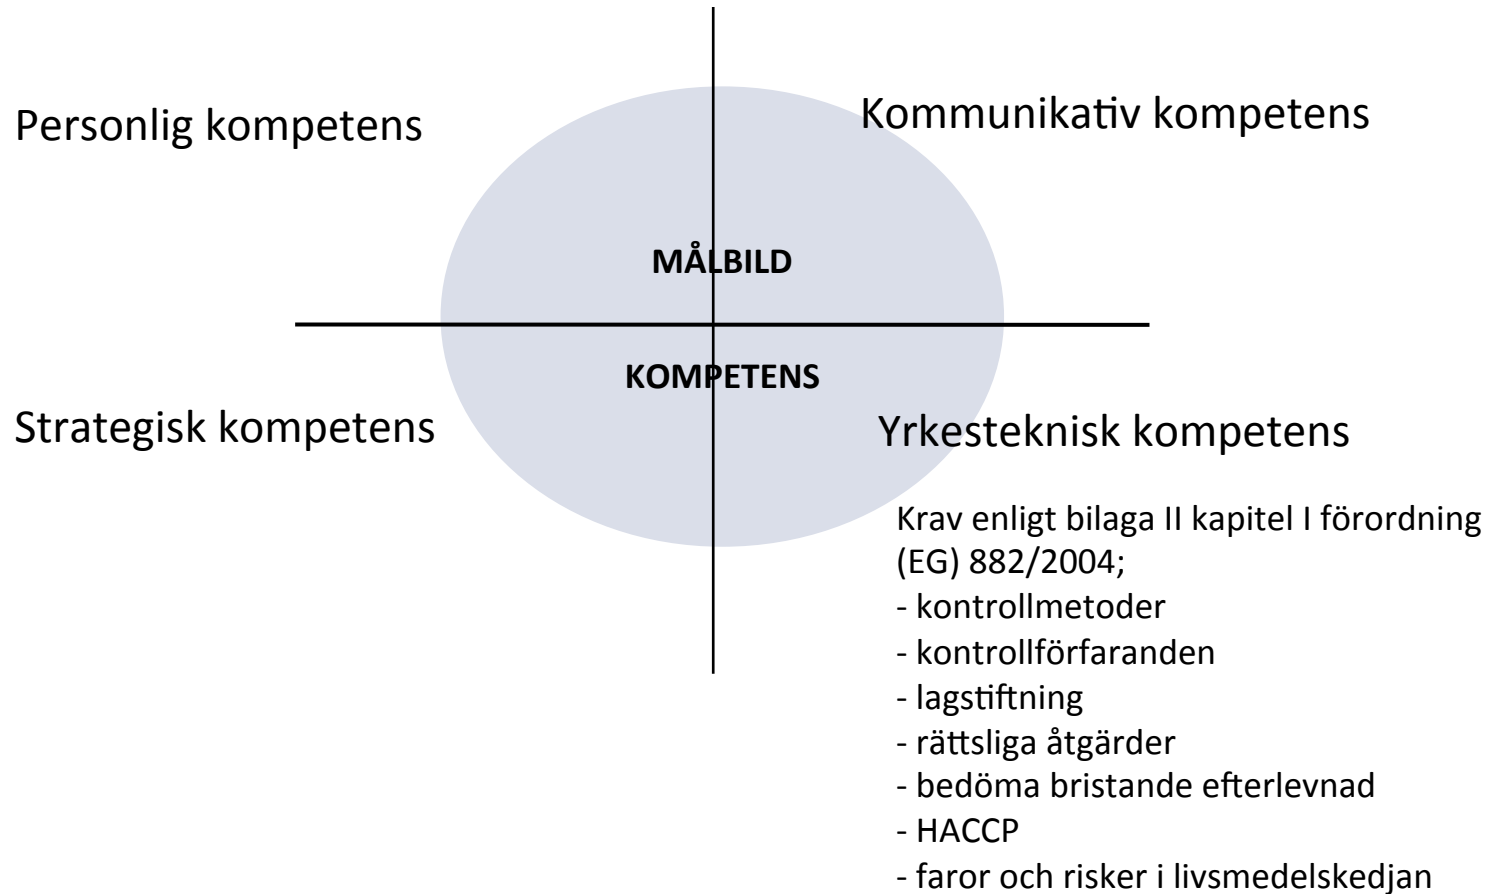 Personlig kompetens
Kommunikativ kompetens
MÅLBILD
KOMPETENS
Strategisk kompetens
Yrkesteknisk kompetens
Krav enligt bilaga II kapitel I förordning
(EG) 882/2004;
- kontrollmetoder
- kontrollförfaranden
- lagstiftning
- rättsliga åtgärder
- bedöma bristande efterlevnad
- HACCP
- faror och risker i livsmedelskedjan